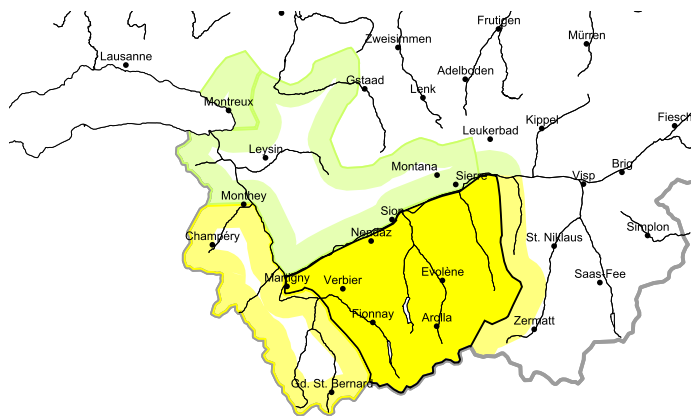 Frutigen
Zweisimmen
Mürren
Lausanne
Adelboden
Gstaad
Lenk
Montreux
Kippel
Fiesch
Leukerbad
Leysin
Montana
Sierre
Visp
Brig
Monthey
Sion
Simplon
Champéry
Nendaz
St. Niklaus
Martigny
Verbier
Evolène
Saas-Fee
Fionnay
Arolla
Zermatt
Gd. St. Bernard